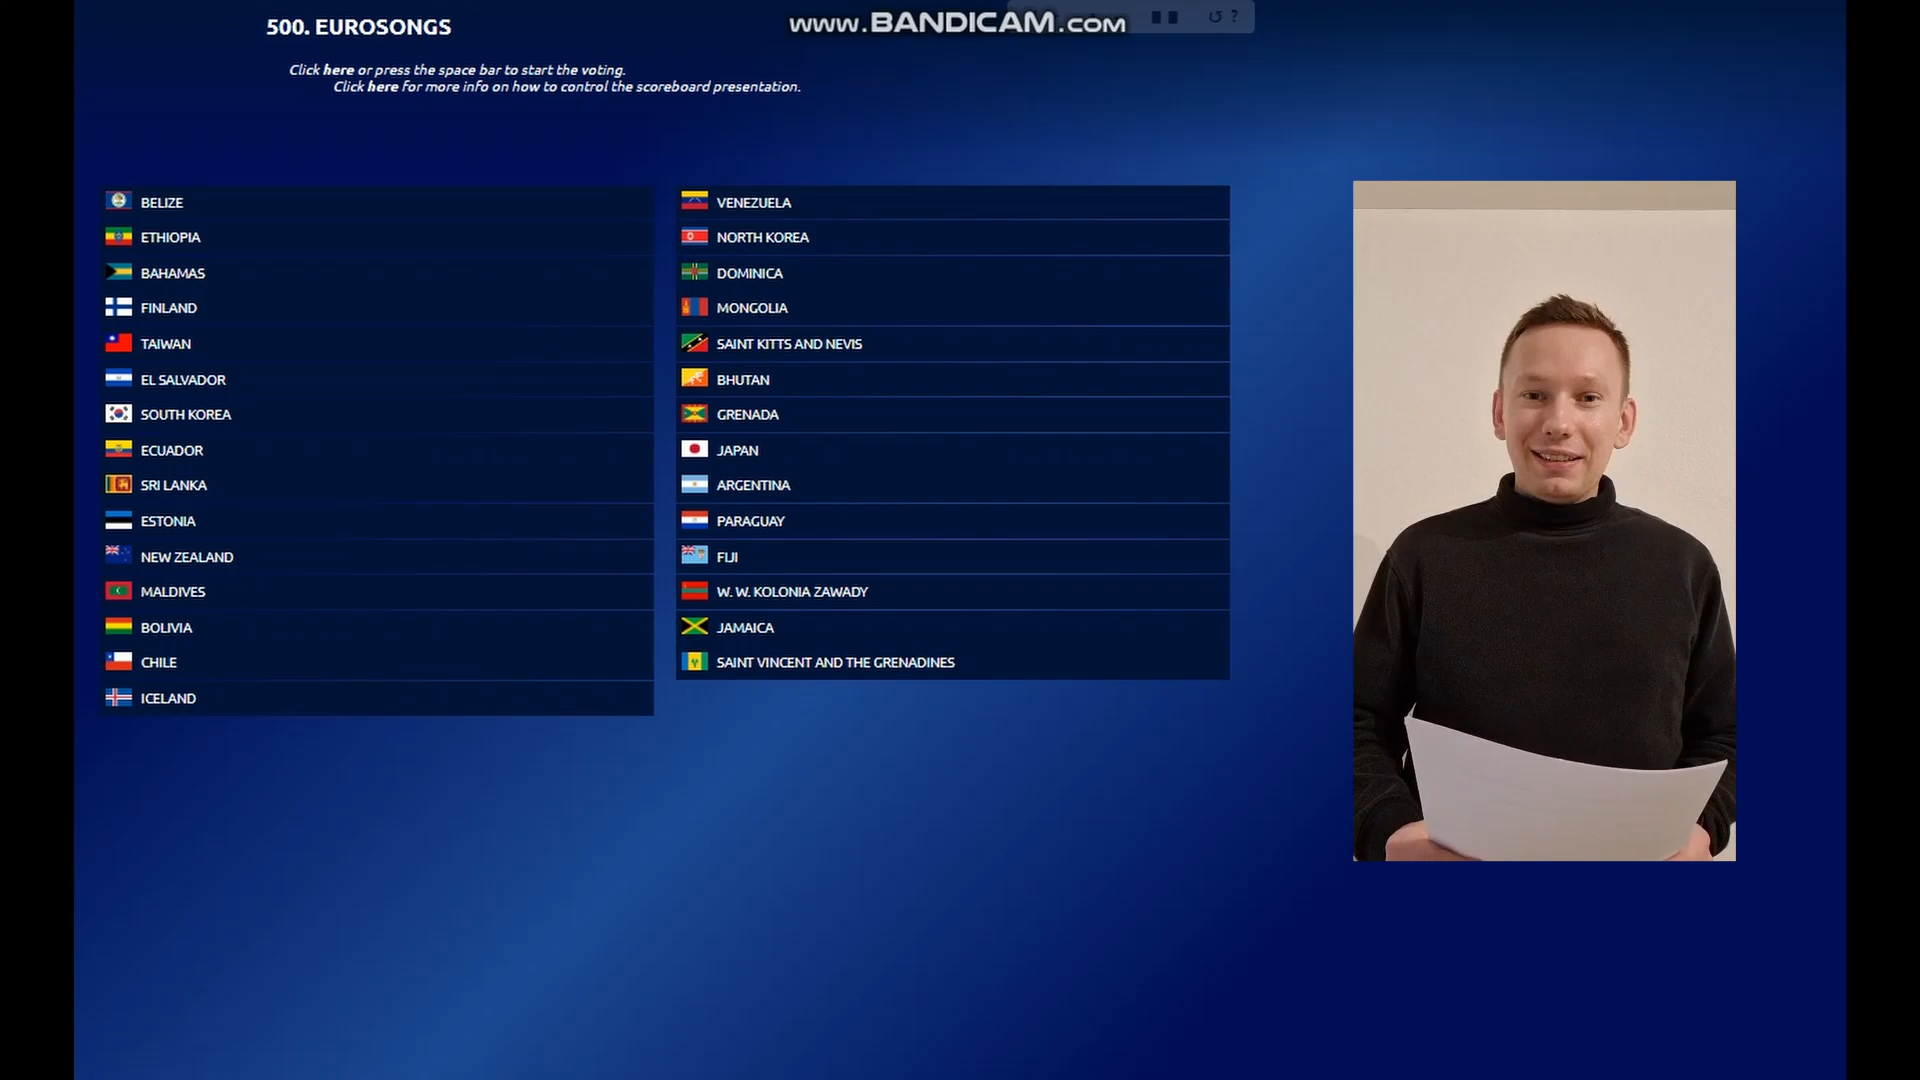 500. EUROSONGS
www.BANDICAM.com
?
Click here or press the space bar to start the voting.
Click here for more info on how to control the scoreboard presentation.
BELIZE
ETHIOPIA
BAHAMAS
FINLAND
TAIWAN
EL SALVADOR
SOUTH KOREA
ECUADOR
SRI LANKA
ESTONIA
NEW ZEALAND
MALDIVES
BOLIVIA
CHILE
ICELAND
VENEZUELA
NORTH KOREA
DOMINICA
MONGOLIA
SAINT KITTS AND NEVIS
BHUTAN
GRENADA
JAPAN
ARGENTINA
PARAGUAY
FIJI
W. W. KOLONIA ZAWADY
JAMAICA
SAINT VINCENT AND THE GRENADINES